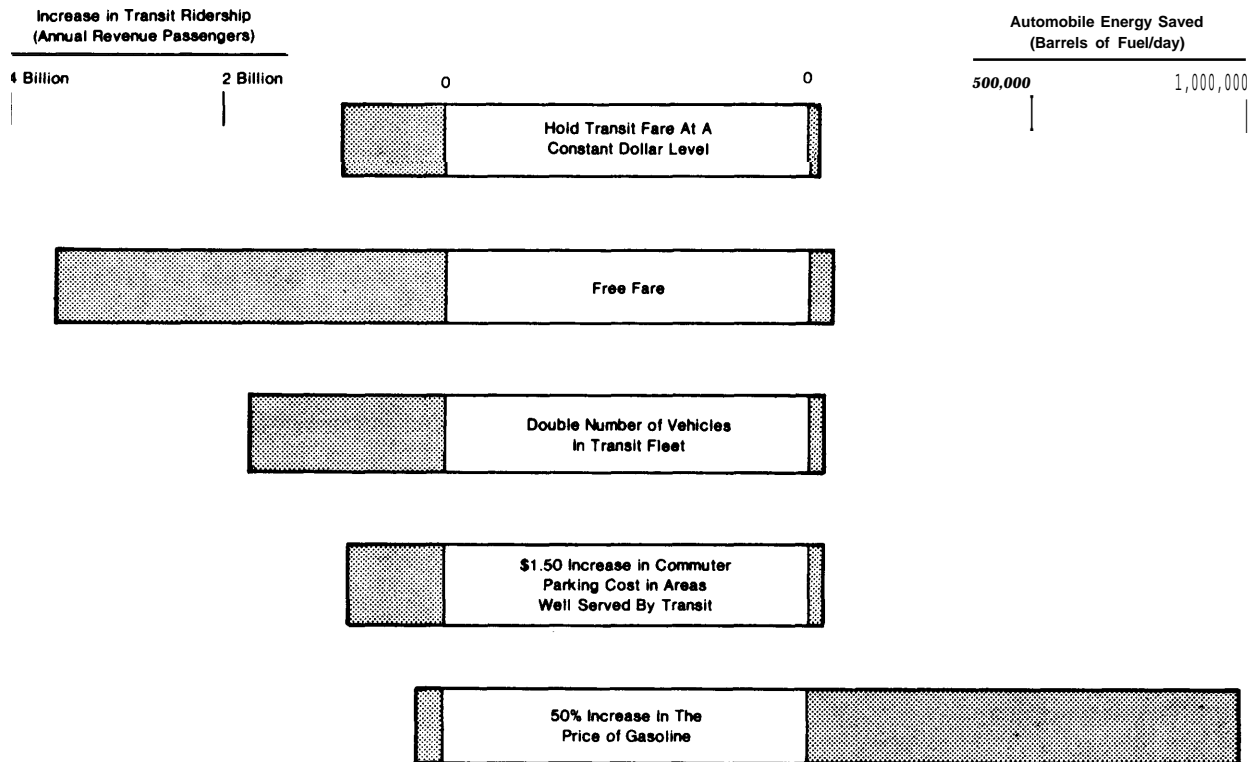 Increase in Transit Ridership
(Annual Revenue Passengers)
Automobile Energy Saved
(Barrels of Fuel/day)
4 Billion 2 Billion 0 0 500,000 1,000,000
Hold Transit Fare At A
Constant Dollar Level
Free Fare
Double Number of Vehicles
in Transit Fleet
$1.50 Increase in Commuter
Parking Cost in Areas
Well Served By Transit
50% Increase In The
Price of Gasoline